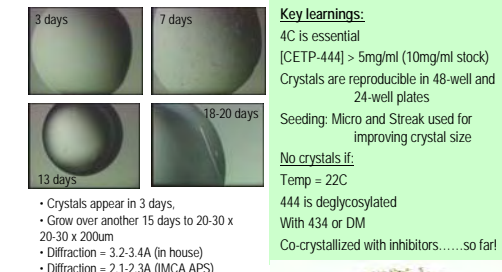 3 days
7 days
13 days
18-20 days
• Crystals appear in 3 days,
• Grow over another 15 days to 20-30 x
20-30 x 200um
• Diffraction = 3.2-3.4A (in house)
• Diffraction = 2.1-2.3A (IMCA APS)
Key learnings:
4C is essential
[CETP-444] > 5mg/ml (10mg/ml stock)
Crystals are reproducible in 48-well and
24-well plates
Seeding: Micro and Streak used for
improving crystal size
No crystals if:
Temp = 22C
444 is deglycosylated
With 434 or DM
Co-crystallized with inhibitors……so far!